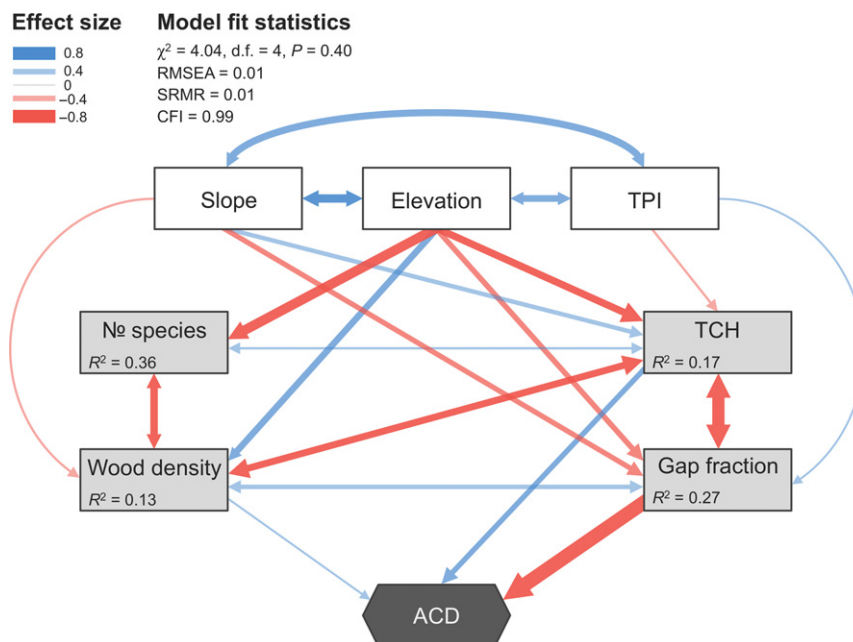 Effect size
0.8
0.4
0
–0.4
–0.8
Model fit statistics
χ² = 4.04, d.f. = 4, P = 0.40
RMSEA = 0.01
SRMR = 0.01
CFI = 0.99
Slope
Elevation
TPI
№ species
R² = 0.36
TCH
R² = 0.17
Wood density
R² = 0.13
Gap fraction
R² = 0.27
ACD